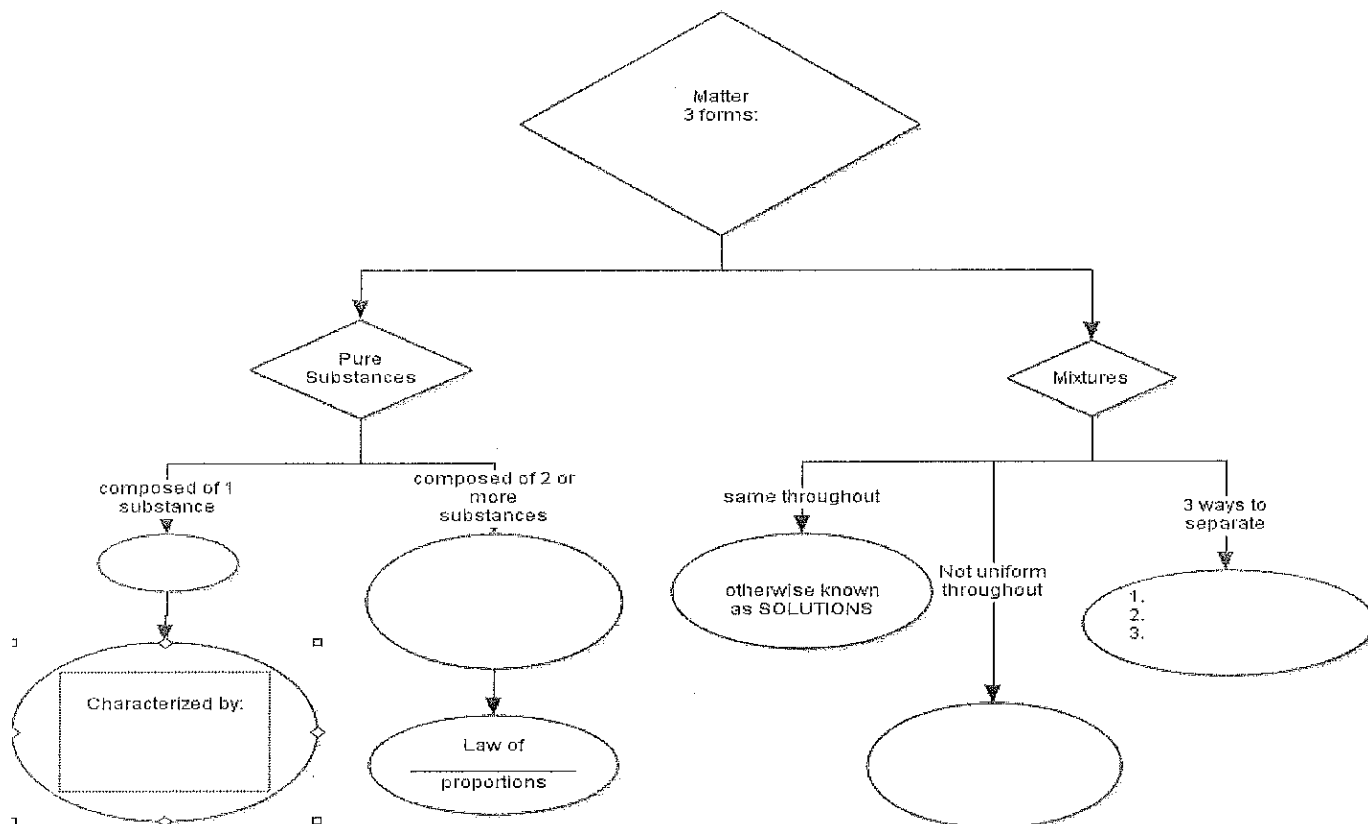 Matter
3 forms:
Pure
Substances
Mixtures
composed of 1
substance
composed of 2 or
more
substances
same throughout
Not uniform
throughout
3 ways to
separate
otherwise known
as SOLUTIONS
1.
2.
3.
Characterized by:
Law of
proportions